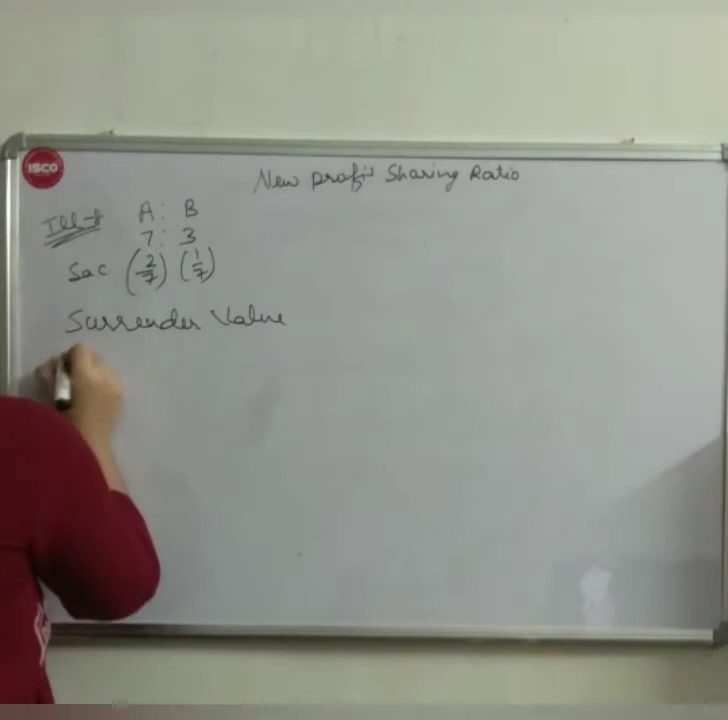 ISCO
New Profit Sharing Ratio
Ill-8 A : B
7 : 3
Sac (2/7) (1/7)
Surrender Value